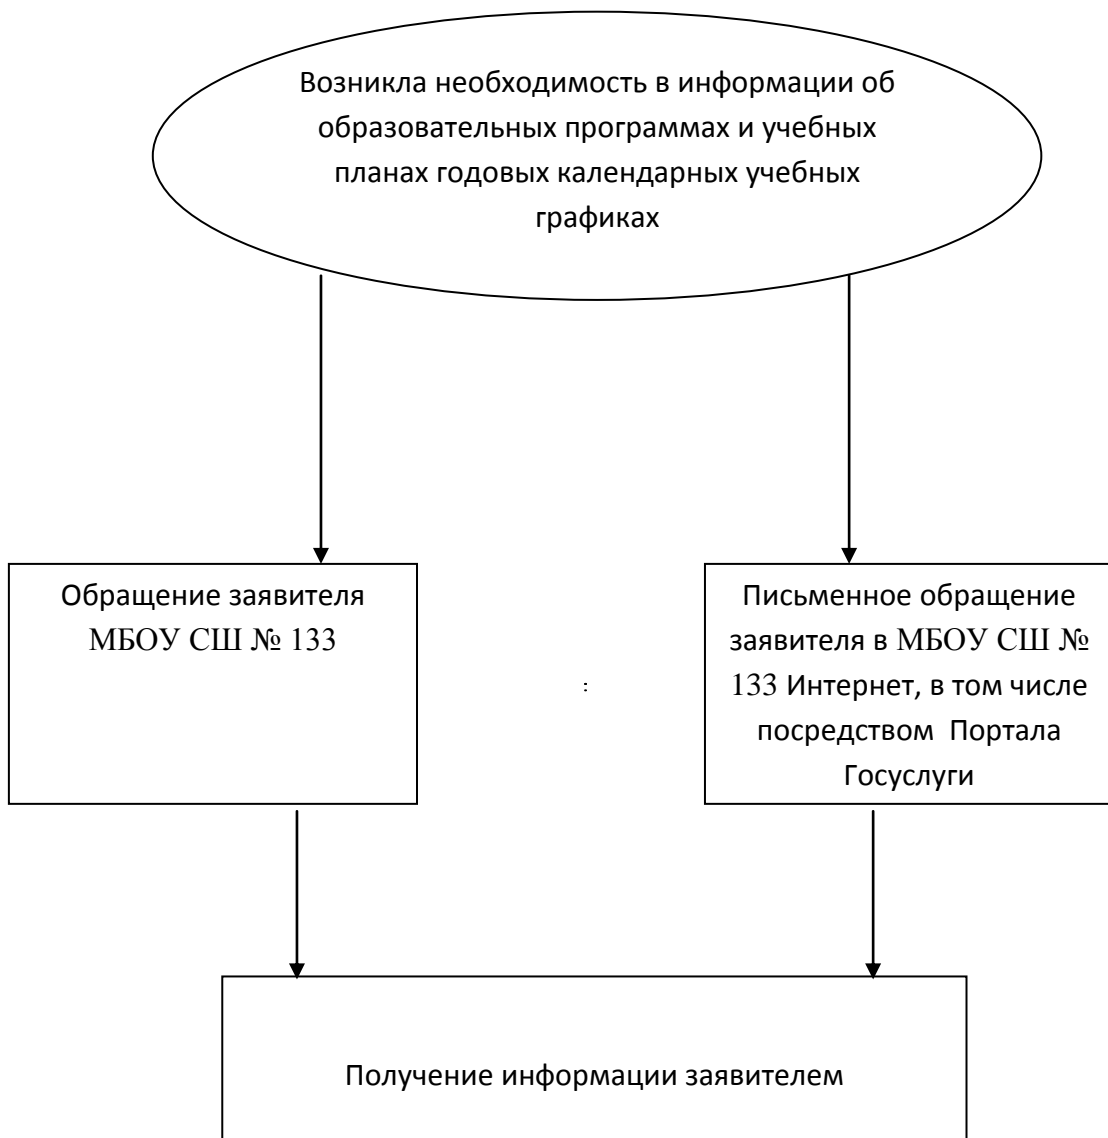 Возникла необходимость в информации об
образовательных программах и учебных
планах годовых календарных учебных
графиках
Обращение заявителя
МБОУ СШ № 133
:
Письменное обращение
заявителя в МБОУ СШ №
133 Интернет, в том числе
посредством Портала
Госуслуги
Получение информации заявителем